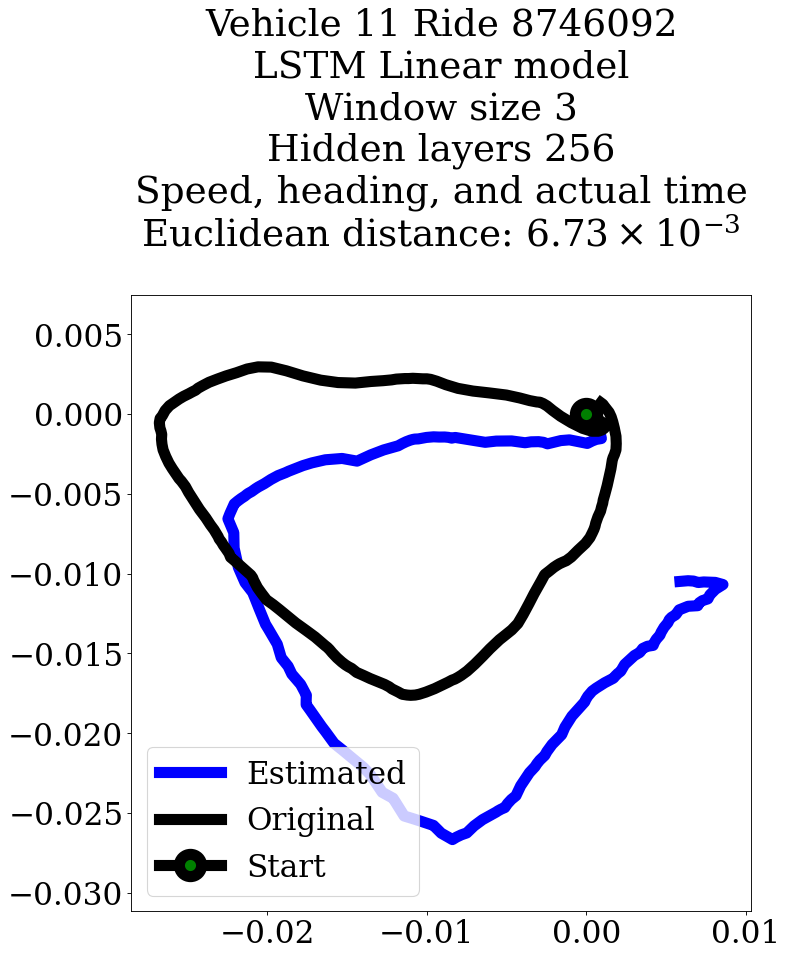 Vehicle 11 Ride 8746092
LSTM Linear model
Window size 3
Hidden layers 256
Speed, heading, and actual time
Euclidean distance: 6.73 × 10⁻³
0.005
0.000
−0.005
−0.010
−0.015
−0.020
−0.025
−0.030
Estimated
Original
Start
−0.02
−0.01
0.00
0.01